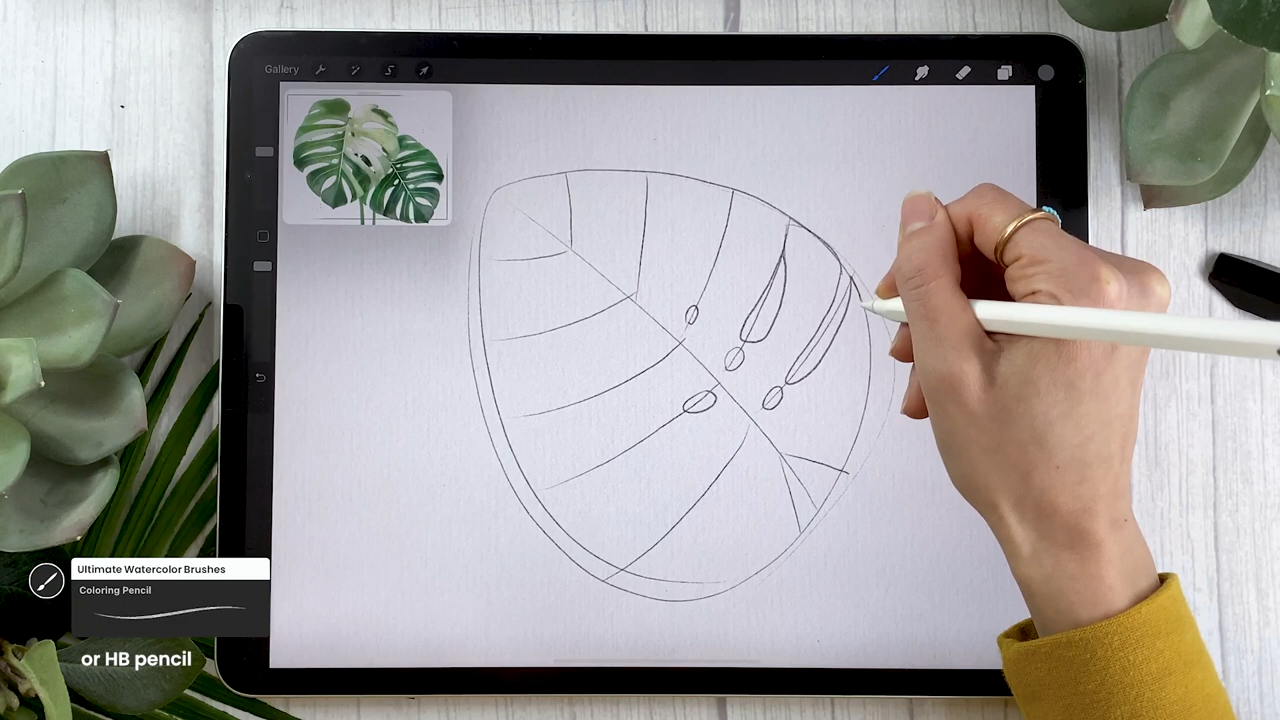 Gallery
Ultimate Watercolor Brushes
Coloring Pencil
or HB pencil